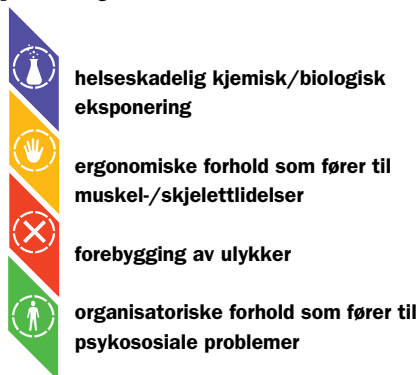 helseskadelig kjemisk/biologisk
eksponering
ergonomiske forhold som fører til
muskel-/skjelettlidelser
forebygging av ulykker
organisatoriske forhold som fører til
psykososiale problemer